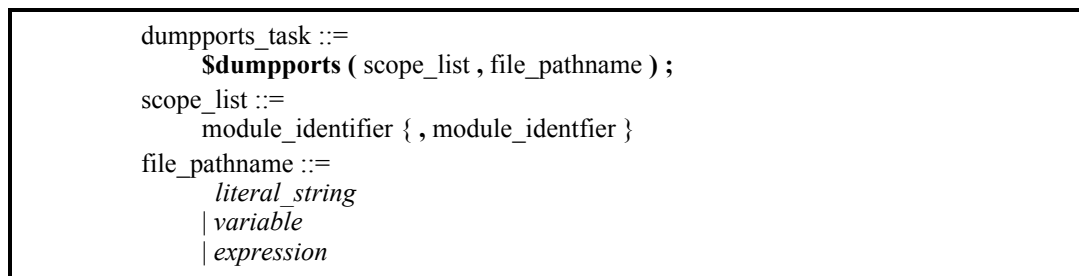 dumpports_task ::=
$dumpports ( scope_list , file_pathname ) ;
scope_list ::=
module_identifier { , module_identfier }
file_pathname ::=
literal_string
| variable
| expression